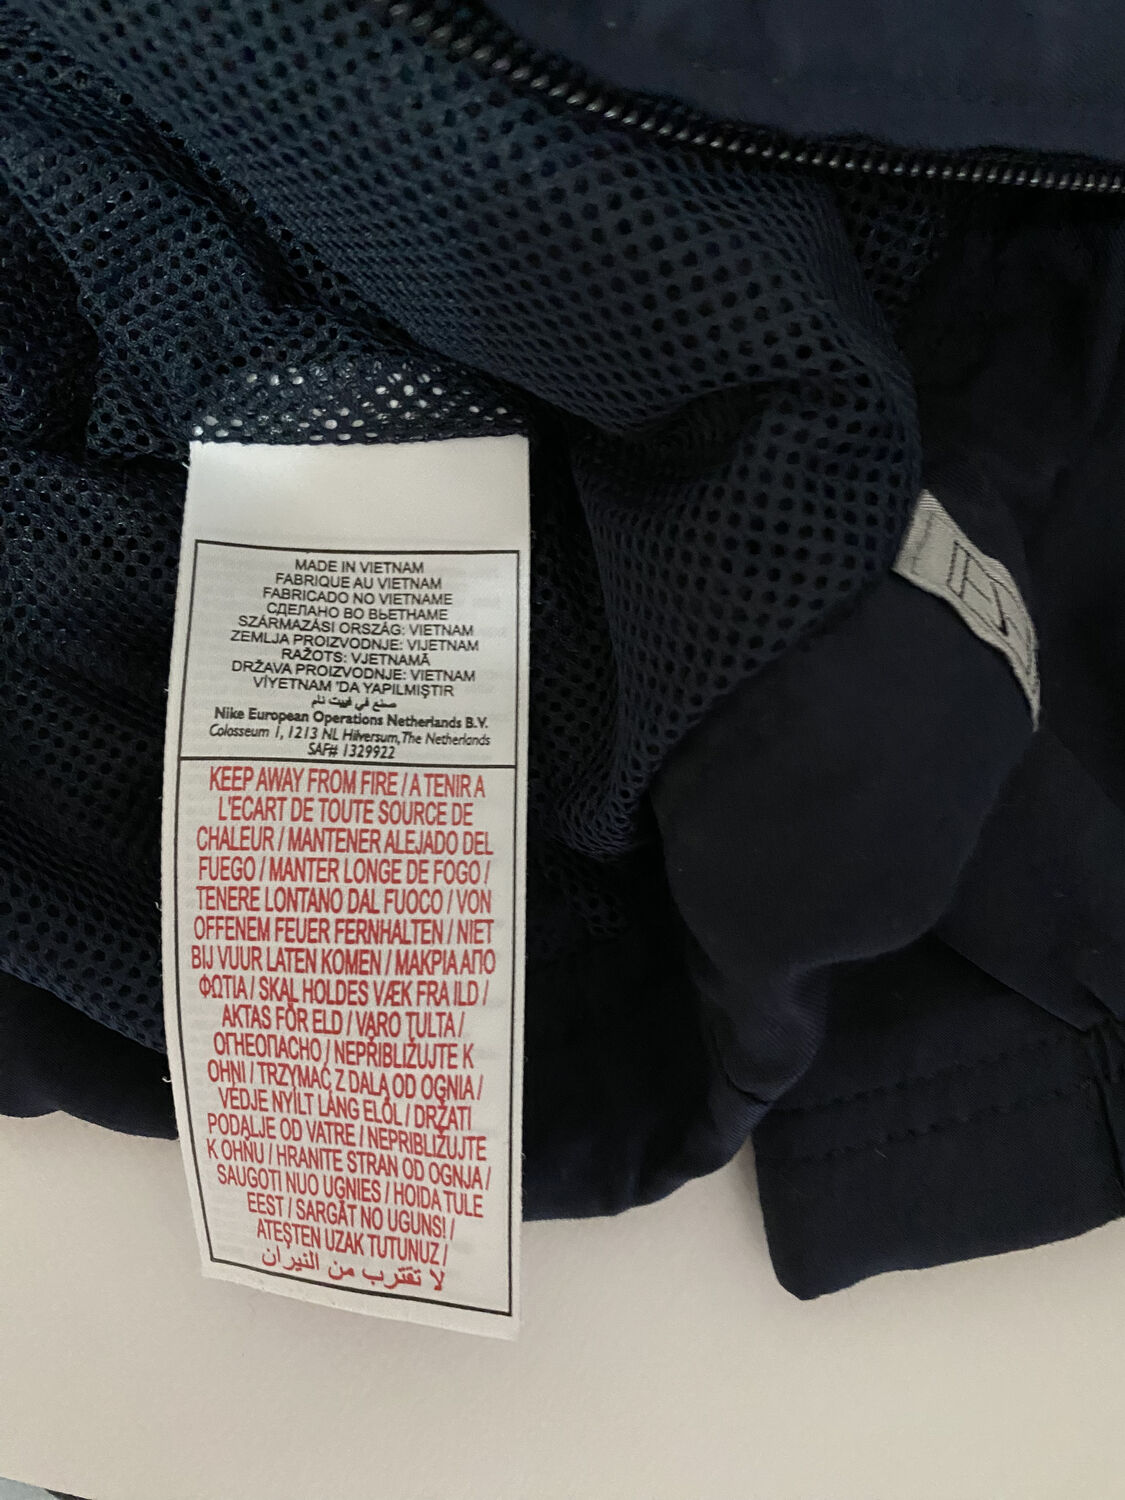 MADE IN VIETNAM
FABRIQUE AU VIETNAM
FABRICADO NO VIETNAME
СДЕЛАНО ВО ВЬЕТНАМЕ
SZÁRMAZÁSI ORSZÁG: VIETNAM
ZEMLJA PROIZVODNJE: VIJETNAM
RAŽOTS: VJETNAMĀ
DRŽAVA PROIZVODNJE: VIETNAM
VİYETNAM 'DA YAPILMIŞTIR
صنع في فييت نام
Nike European Operations Netherlands B.V.
Colosseum 1, 1213 NL Hilversum, The Netherlands
SAF# 1329922
KEEP AWAY FROM FIRE / A TENIR A
L'ECART DE TOUTE SOURCE DE
CHALEUR / MANTENER ALEJADO DEL
FUEGO / MANTER LONGE DE FOGO /
TENERE LONTANO DAL FUOCO / VON
OFFENEM FEUER FERNHALTEN / NIET
BIJ VUUR LATEN KOMEN / ΜΑΚΡΙΑ ΑΠΟ
ΦΩΤΙΑ / SKAL HOLDES VÆK FRA ILD /
AKTAS FÖR ELD / VARO TULTA /
ОГНЕОПАСНО / NEPŘIBLIŽUJTE K
OHNI / TRZYMAĆ Z DALA OD OGNIA /
VÉDJE NYÍLT LÁNG ELŐL / DRŽATI
PODALJE OD VATRE / NEPRIBLIŽUJTE
K OHŇU / HRANITE STRAN OD OGNJA /
SAUGOTI NUO UGNIES / HOIDA TULE
EEST / SARGĀT NO UGUNS! /
ATEŞTEN UZAK TUTUNUZ /
لا تقترب من النيران